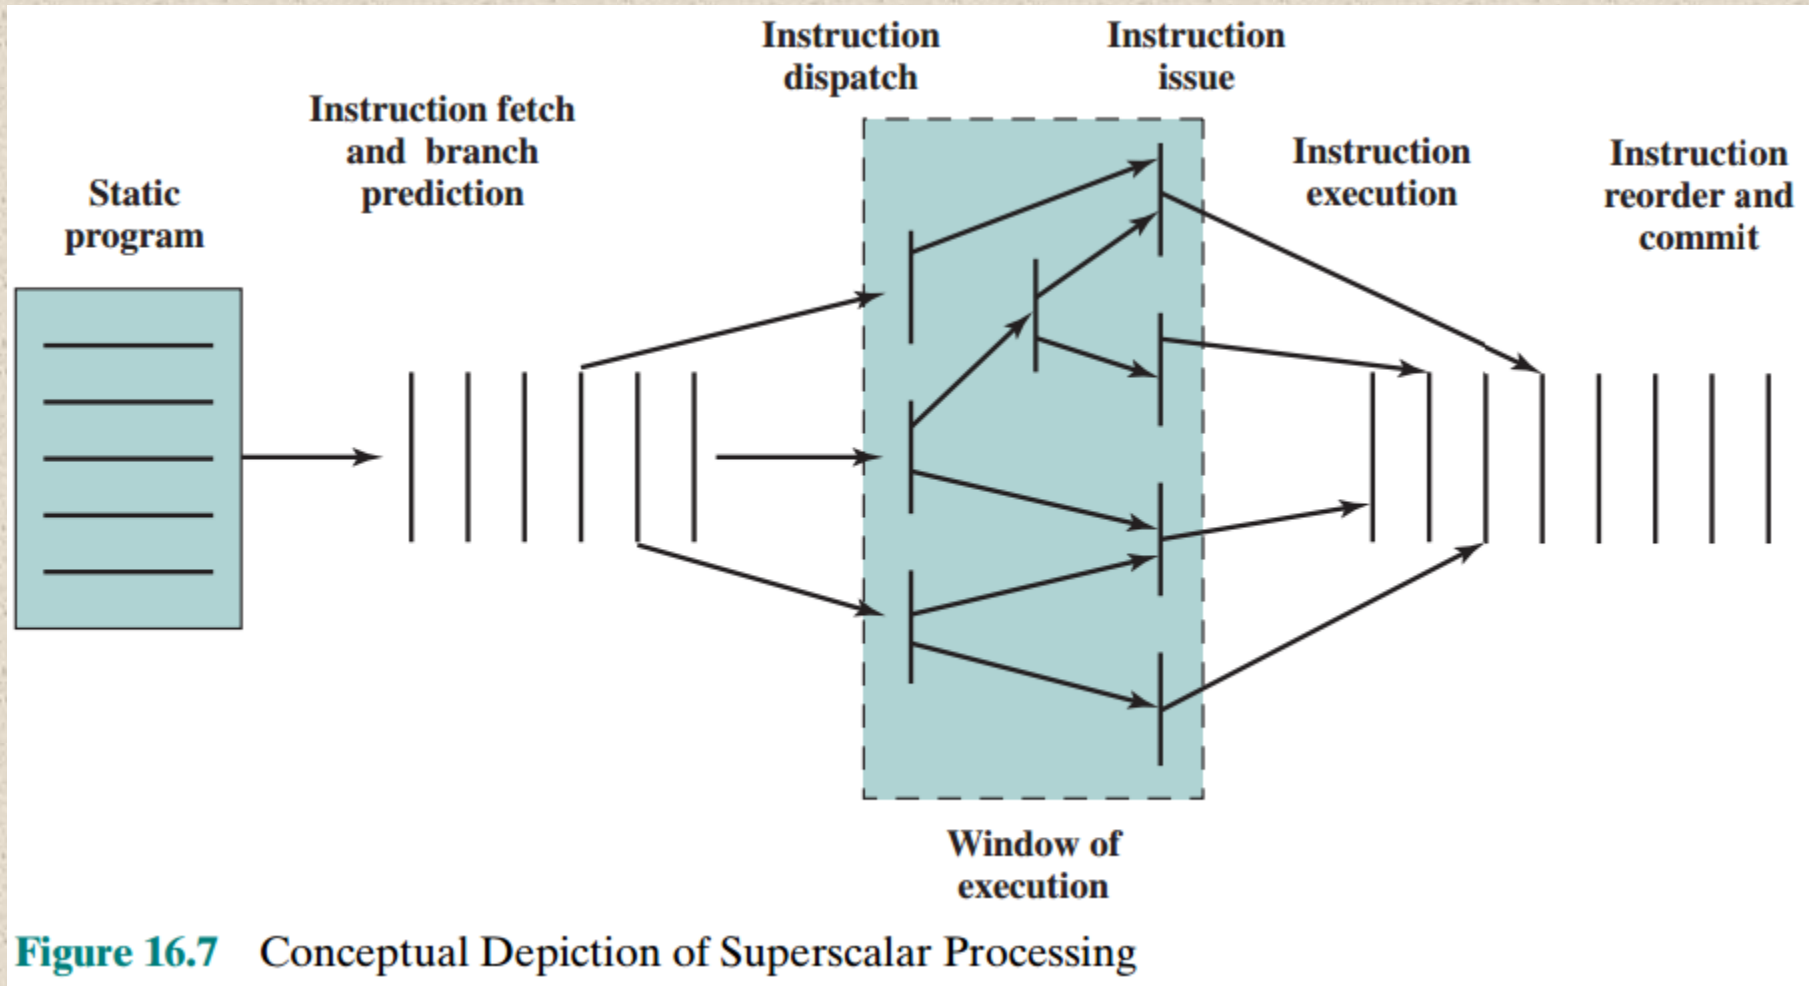 Static
program
Instruction fetch
and branch
prediction
Instruction
dispatch
Instruction
issue
Instruction
execution
Instruction
reorder and
commit
Window of
execution
Figure 16.7 Conceptual Depiction of Superscalar Processing